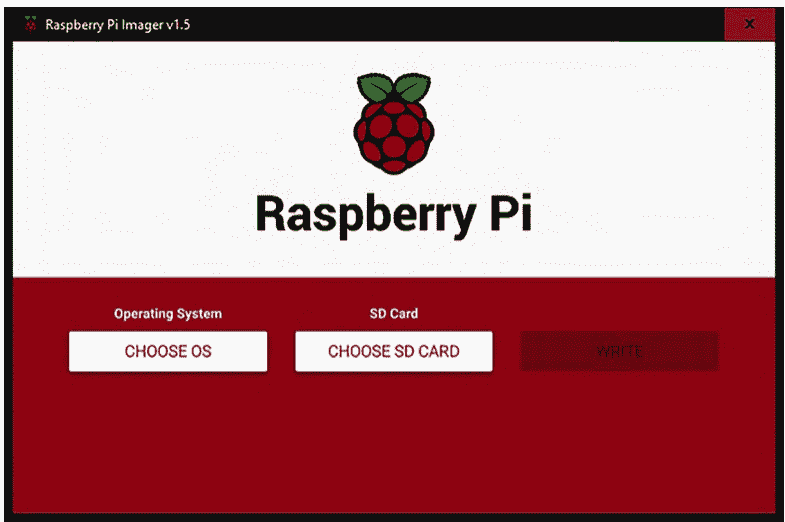 Raspberry Pi Imager v1.5
Raspberry Pi
Operating System
SD Card
CHOOSE OS
CHOOSE SD CARD
WRITE